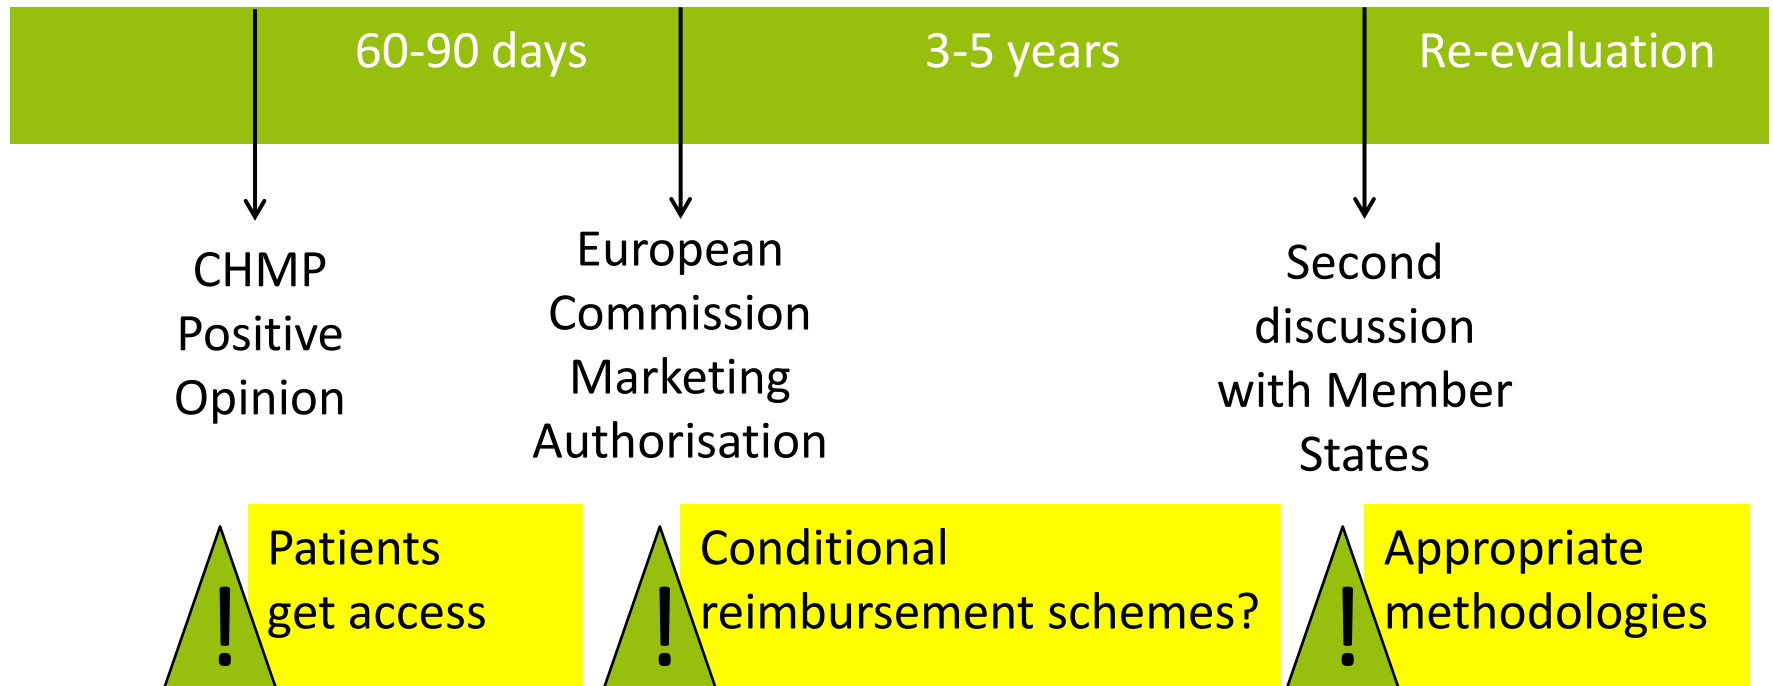 60-90 days
3-5 years
Re-evaluation
CHMP
Positive
Opinion
European
Commission
Marketing
Authorisation
Second
discussion
with Member
States
!
Patients
get access
!
Conditional
reimbursement schemes?
!
Appropriate
methodologies